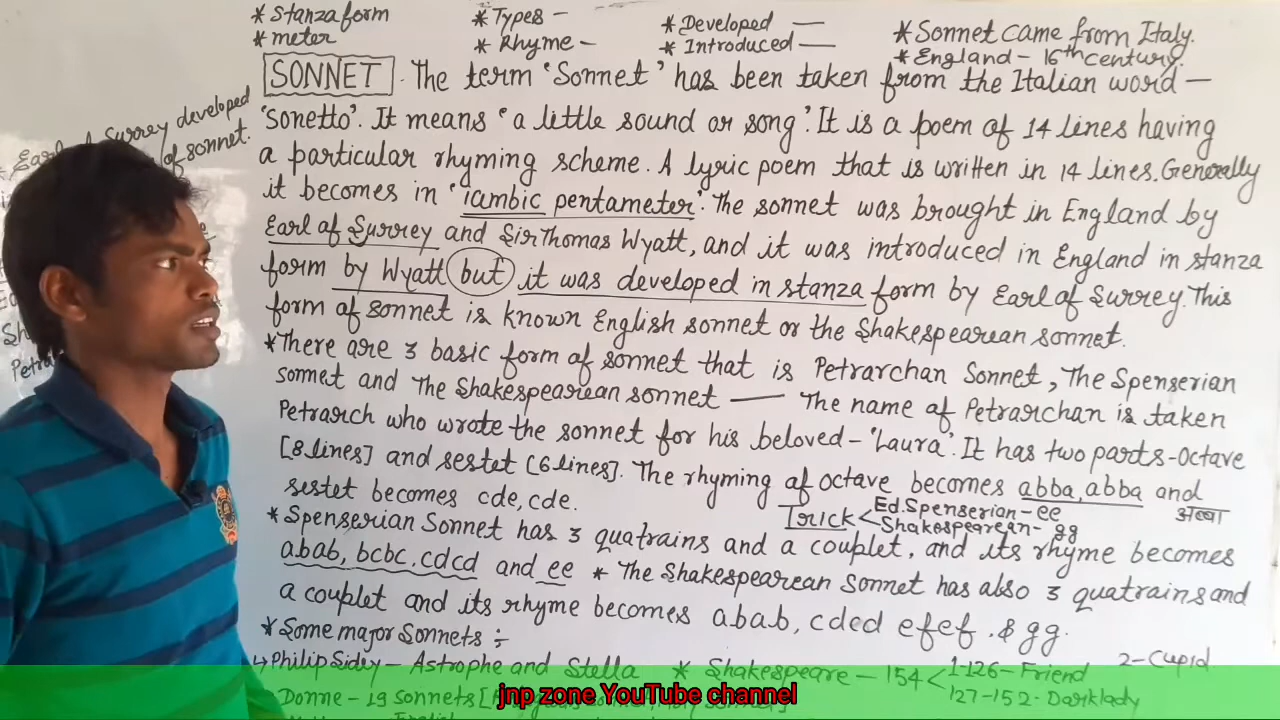 * Stanza form * Types – * Developed — * Sonnet came from Italy.
* meter * Rhyme – * Introduced — * England – 16th century.
SONNET . The term 'Sonnet' has been taken from the Italian word –
Earl of Surrey developed
of sonnet.
'Sonetto'. It means 'a little sound or song'. It is a poem of 14 lines having
a particular rhyming scheme. A lyric poem that is written in 14 lines. Generally
it becomes in 'iambic pentameter'. The sonnet was brought in England by
Earl of Surrey and Sir Thomas Wyatt, and it was introduced in England in stanza
form by Wyatt but it was developed in stanza form by Earl of Surrey. This
form of sonnet is known English sonnet or the Shakespearean sonnet.
* There are 3 basic form of sonnet that is Petrarchan Sonnet, The Spenserian
sonnet and The Shakespearean sonnet — The name of Petrarchan is taken
Petrarch who wrote the sonnet for his beloved – 'Laura'. It has two parts - Octave
[8 lines] and sestet [6 lines]. The rhyming of octave becomes abba, abba and
sestet becomes cde, cde.
अब्बा
Trick < Ed. Spenserian – ee
Shakespearean – gg
* Spenserian Sonnet has 3 quatrains and a couplet, and its rhyme becomes
abab, bcbc, cdcd and ee * The Shakespearean Sonnet has also 3 quatrains and
a couplet and its rhyme becomes abab, cded efef . & gg.
* Some major Sonnets ÷
↳ Philip Sidey – Astrophe and Stella * Shakespeare – 154 < 1-126 – Friend 2 - Cupid
127-152 - Dark lady
Donne – 19 sonnets
jnp zone YouTube channel